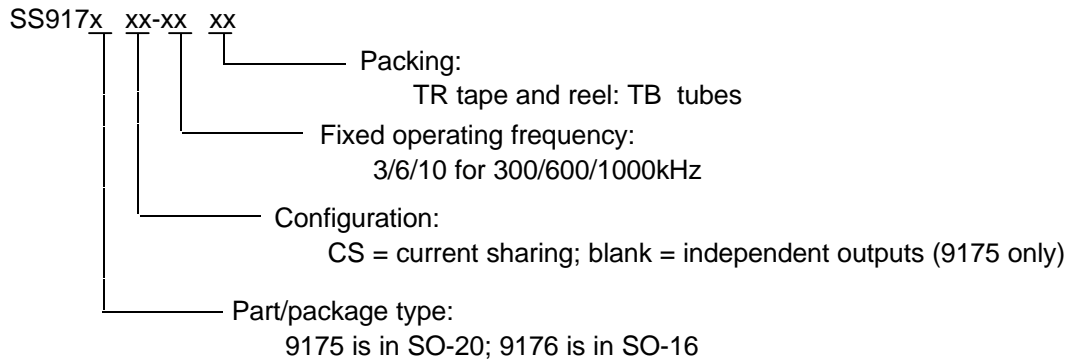 SS917x xx-xx xx
Packing:
TR tape and reel: TB tubes
Fixed operating frequency:
3/6/10 for 300/600/1000kHz
Configuration:
CS = current sharing; blank = independent outputs (9175 only)
Part/package type:
9175 is in SO-20; 9176 is in SO-16